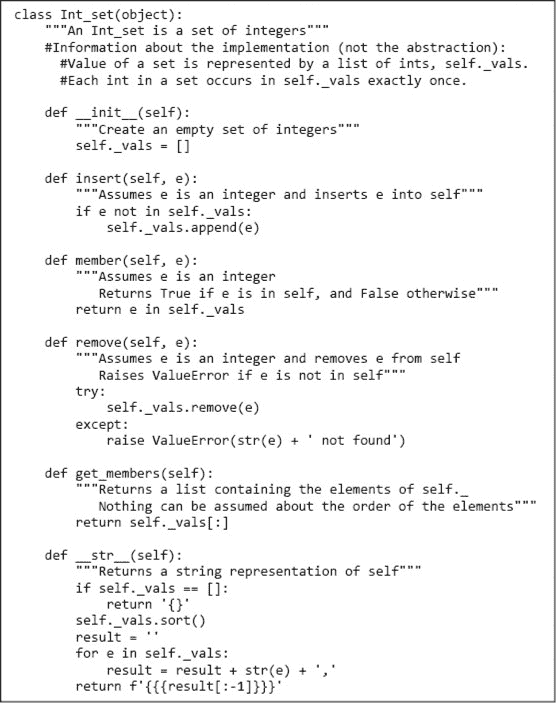 class Int_set(object):
    """An Int_set is a set of integers"""
    #Information about the implementation (not the abstraction):
      #Value of a set is represented by a list of ints, self._vals.
      #Each int in a set occurs in self._vals exactly once.

    def __init__(self):
        """Create an empty set of integers"""
        self._vals = []

    def insert(self, e):
        """Assumes e is an integer and inserts e into self"""
        if e not in self._vals:
            self._vals.append(e)

    def member(self, e):
        """Assumes e is an integer
           Returns True if e is in self, and False otherwise"""
        return e in self._vals

    def remove(self, e):
        """Assumes e is an integer and removes e from self
           Raises ValueError if e is not in self"""
        try:
            self._vals.remove(e)
        except:
            raise ValueError(str(e) + ' not found')

    def get_members(self):
        """Returns a list containing the elements of self._
           Nothing can be assumed about the order of the elements"""
        return self._vals[:]

    def __str__(self):
        """Returns a string representation of self"""
        if self._vals == []:
            return '{}'
        self._vals.sort()
        result = ''
        for e in self._vals:
            result = result + str(e) + ','
        return f'{{{result[:-1]}}}'